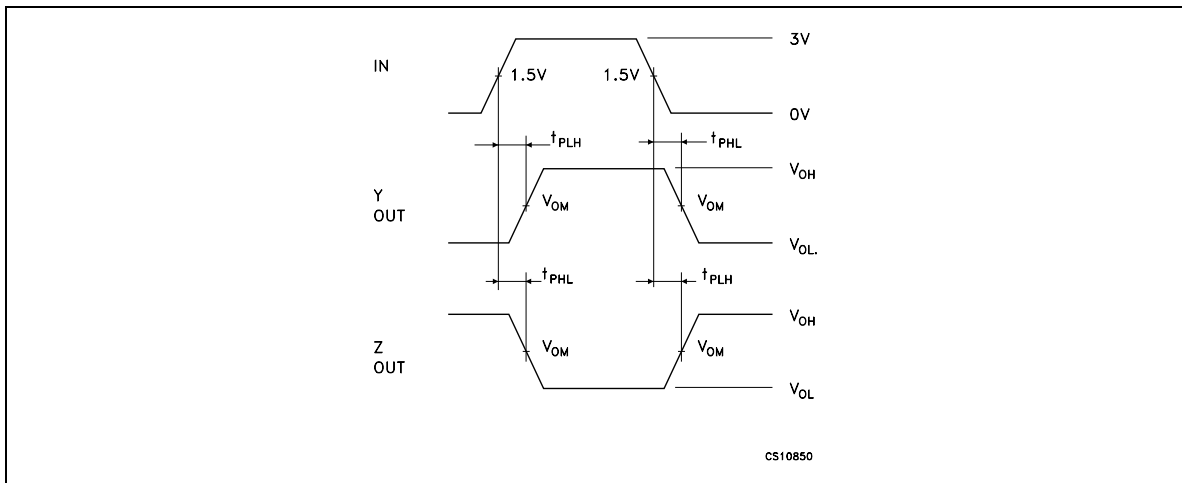 3V
IN
1.5V 1.5V
0V
tPLH tPHL
VOH
Y
OUT
VOM VOM
VOL.
tPHL tPLH
VOH
Z
OUT
VOM VOM
VOL
CS10850